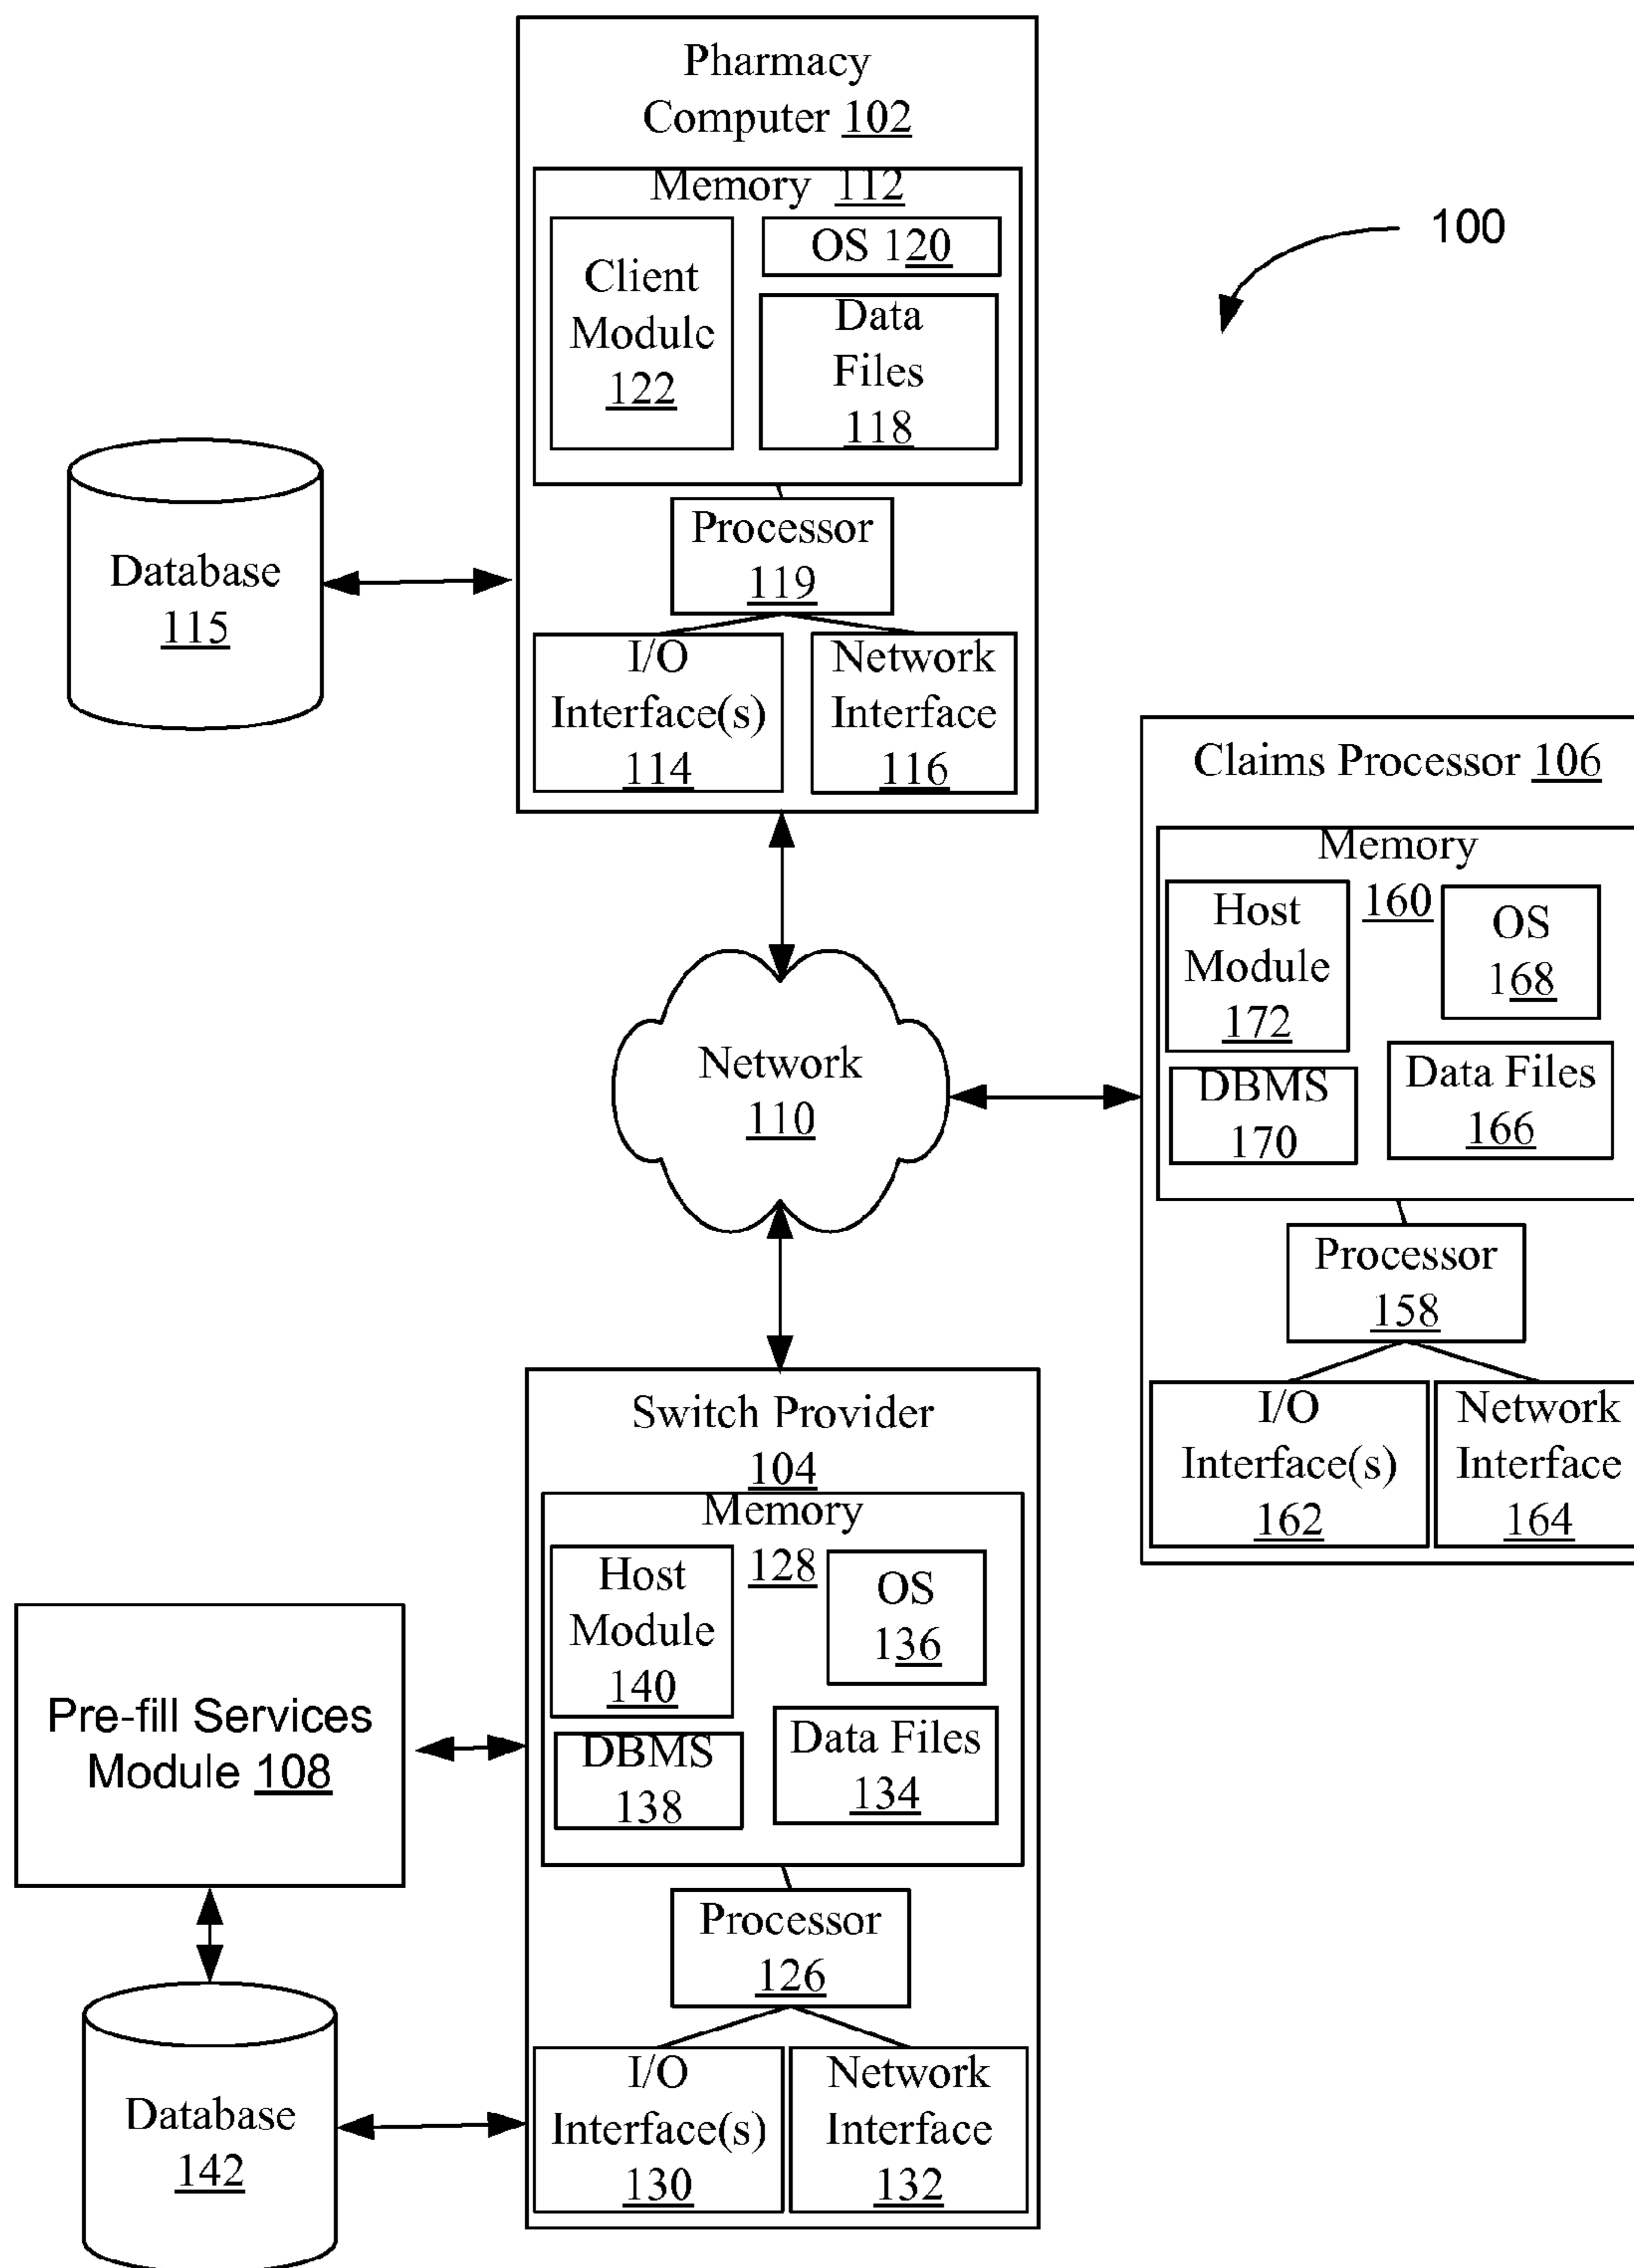 Pharmacy
Computer 102
Memory 112
Client
Module
122
OS 120
Data
Files
118
Processor
119
I/O
Interface(s)
114
Network
Interface
116
100
Database
115
Claims Processor 106
Memory
160
Host
Module
172
OS
168
DBMS
170
Data Files
166
Processor
158
I/O
Interface(s)
162
Network
Interface
164
Network
110
Switch Provider
104
Memory
128
Host
Module
140
OS
136
DBMS
138
Data Files
134
Processor
126
I/O
Interface(s)
130
Network
Interface
132
Pre-fill Services
Module 108
Database
142